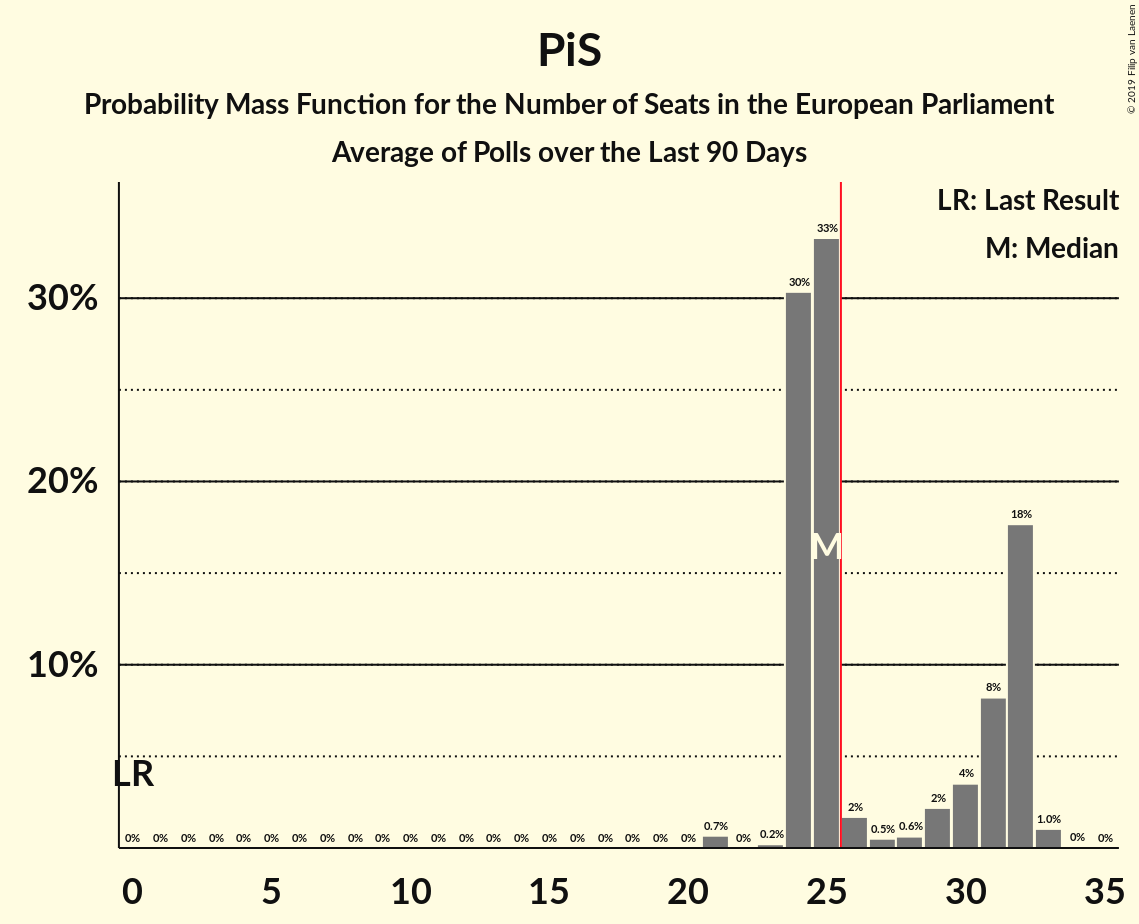 PiS
Probability Mass Function for the Number of Seats in the European Parliament
Average of Polls over the Last 90 Days
© 2019 Filip van Laenen
LR: Last Result
M: Median
30%
20%
10%
33%
30%
M
18%
8%
LR
4%
2%
2%
0% 0% 0% 0% 0% 0% 0% 0% 0% 0% 0% 0% 0% 0% 0% 0% 0% 0% 0% 0% 0% 0.7% 0% 0.2% 0.5% 0.6% 1.0% 0% 0%
0 5 10 15 20 25 30 35